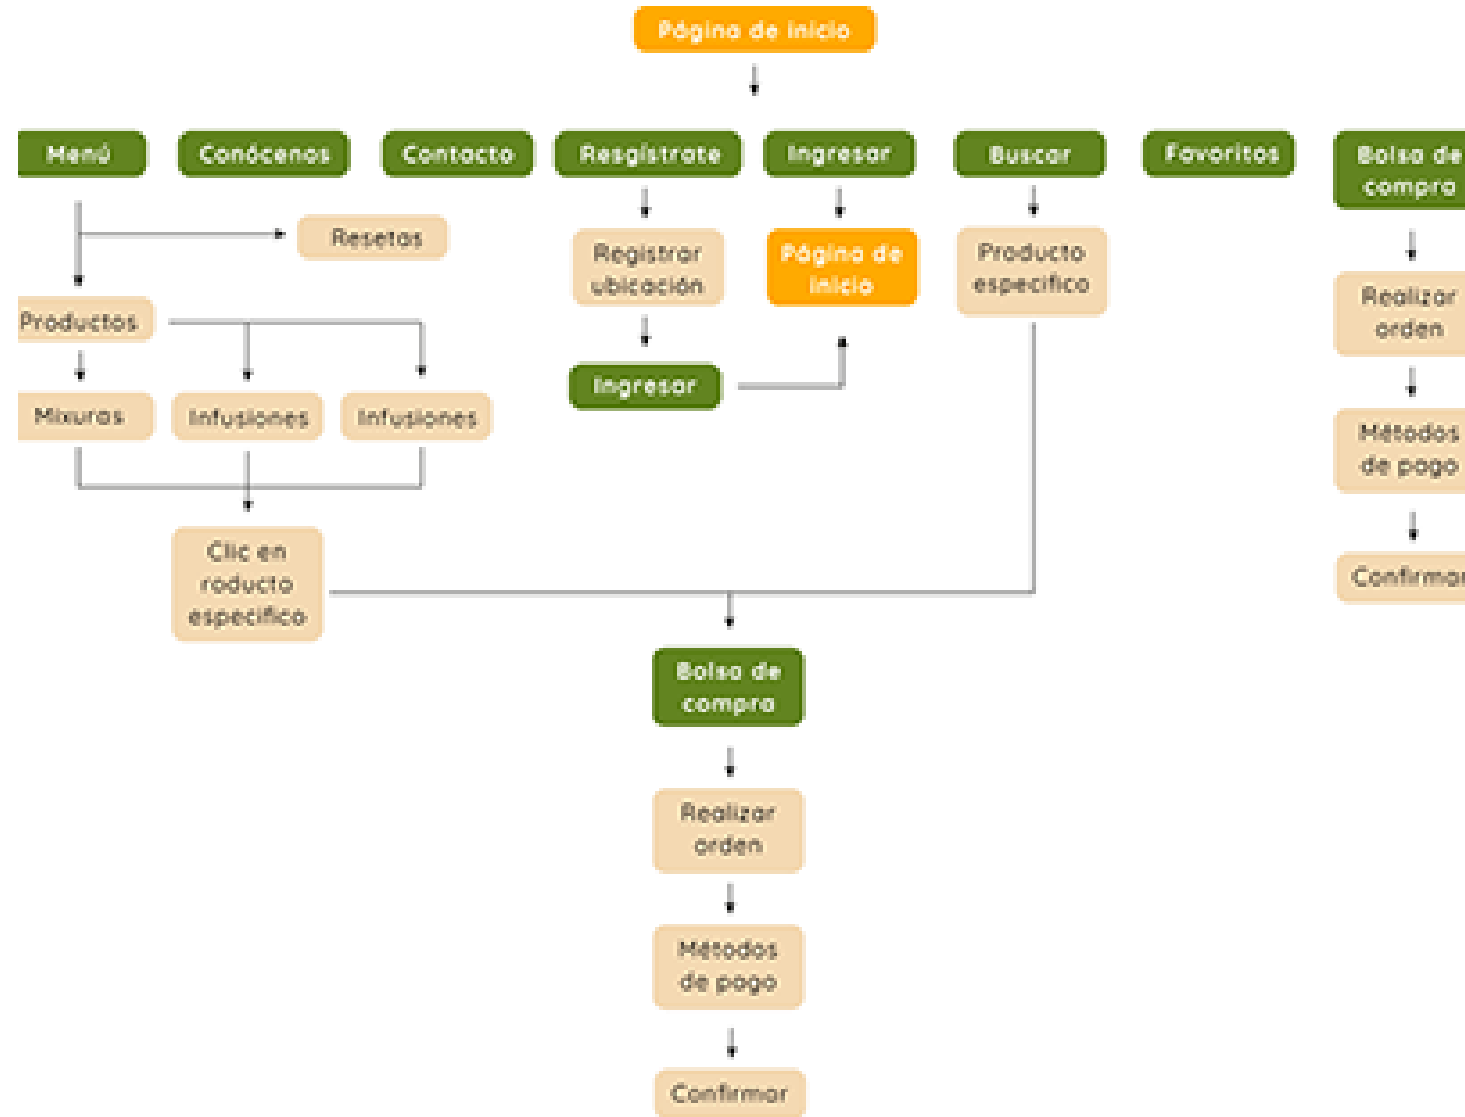 Página de inicio
Menú
Conócenos
Contacto
Resgístrate
Ingresar
Buscar
Favoritos
Bolsa de
compra
Resetas
Registrar
ubicación
Página de
inicio
Producto
específico
Realizar
orden
Productos
Ingresar
Mixuras
Infusiones
Infusiones
Métodos
de pago
Clic en
roducto
específico
Confirmar
Bolsa de
compra
Realizar
orden
Métodos
de pago
Confirmar